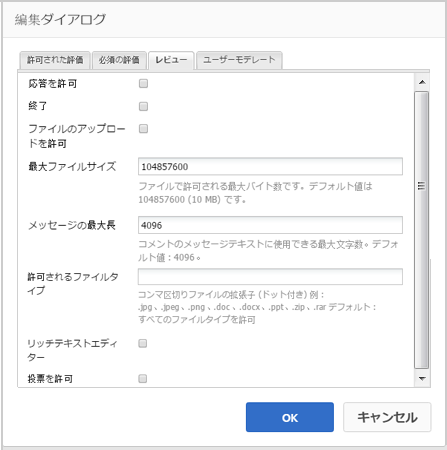 編集ダイアログ
許可された評価
必須の評価
レビュー
ユーザーモデレート
応答を許可
終了
ファイルのアップロー
ドを許可
最大ファイルサイズ
104857600
ファイルで許可される最大バイト数です。デフォルト値は
104857600 (10 MB) です。
メッセージの最大長
4096
コメントのメッセージテキストに使用できる最大文字数。デフォ
ルト値：4096。
許可されるファイルタ
イプ
コンマ区切りファイルの拡張子 (ドット付き) 例：
.jpg、.jpeg、.png、.doc、.docx、.ppt、.zip、.rar デフォルト：
すべてのファイルタイプを許可
リッチテキストエディ
ター
投票を許可
OK
キャンセル